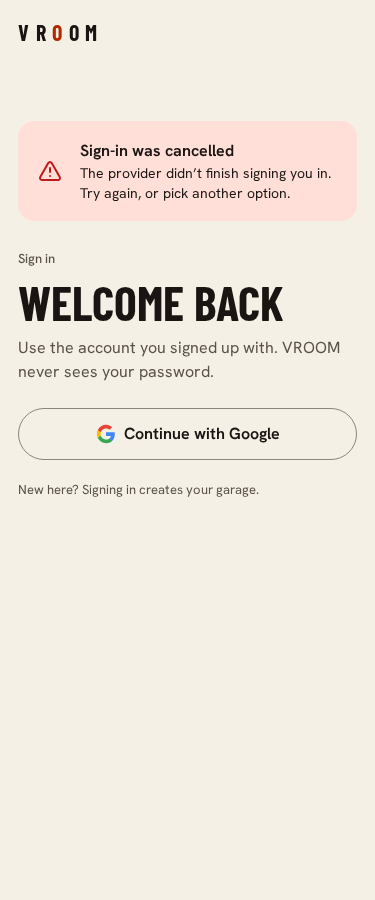 VROOM
Sign-in was cancelled
The provider didn’t finish signing you in.
Try again, or pick another option.
Sign in
WELCOME BACK
Use the account you signed up with. VROOM
never sees your password.
Continue with Google
New here? Signing in creates your garage.